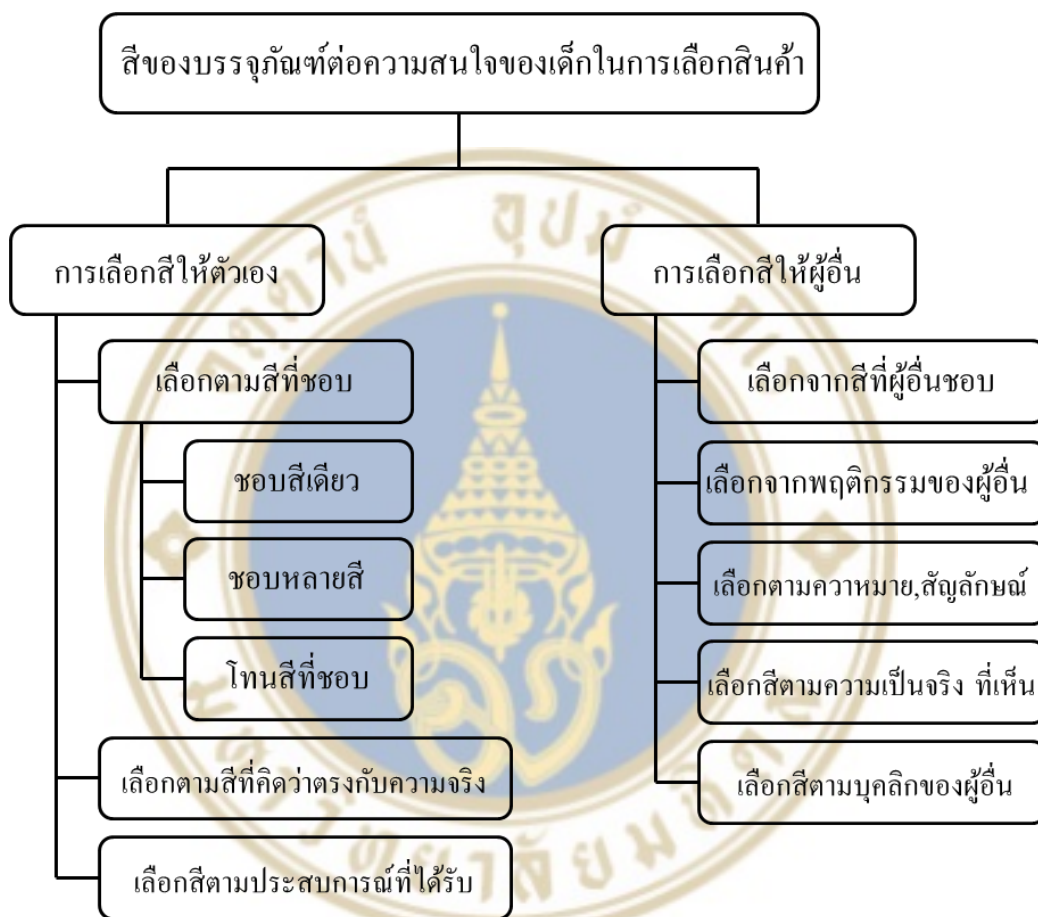 สีของบรรจุภัณฑ์ต่อความสนใจของเด็กในการเลือกสินค้า
การเลือกสีให้ตัวเอง
เลือกตามสีที่ชอบ
ชอบสีเดียว
ชอบหลายสี
โทนสีที่ชอบ
เลือกตามสีที่คิดว่าตรงกับความจริง
เลือกสีตามประสบการณ์ที่ได้รับ
การเลือกสีให้ผู้อื่น
เลือกจากสีที่ผู้อื่นชอบ
เลือกจากพฤติกรรมของผู้อื่น
เลือกตามควาหมาย,สัญลักษณ์
เลือกสีตามความเป็นจริง ที่เห็น
เลือกสีตามบุคลิกของผู้อื่น